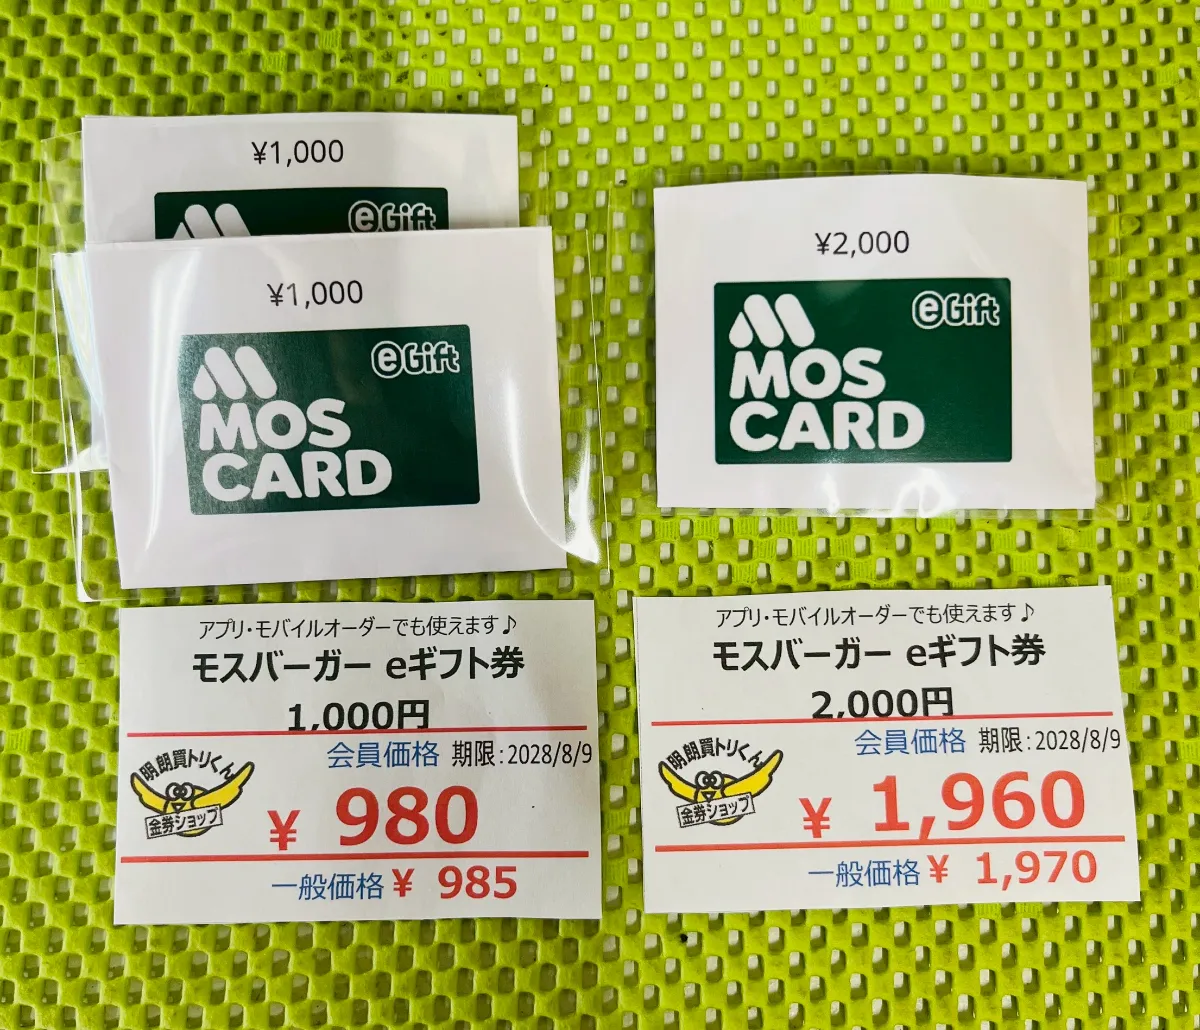 ¥1,000
eGift
¥1,000
eGift
MOS
CARD
¥2,000
eGift
MOS
CARD
アプリ・モバイルオーダーでも使えます♪
モスバーガー eギフト券
1,000円
会員価格 期限:2028/8/9
明朗買トリくん
金券ショップ
¥ 980
一般価格 ¥ 985
アプリ・モバイルオーダーでも使えます♪
モスバーガー eギフト券
2,000円
会員価格 期限:2028/8/9
明朗買トリくん
金券ショップ
¥ 1,960
一般価格 ¥ 1,970